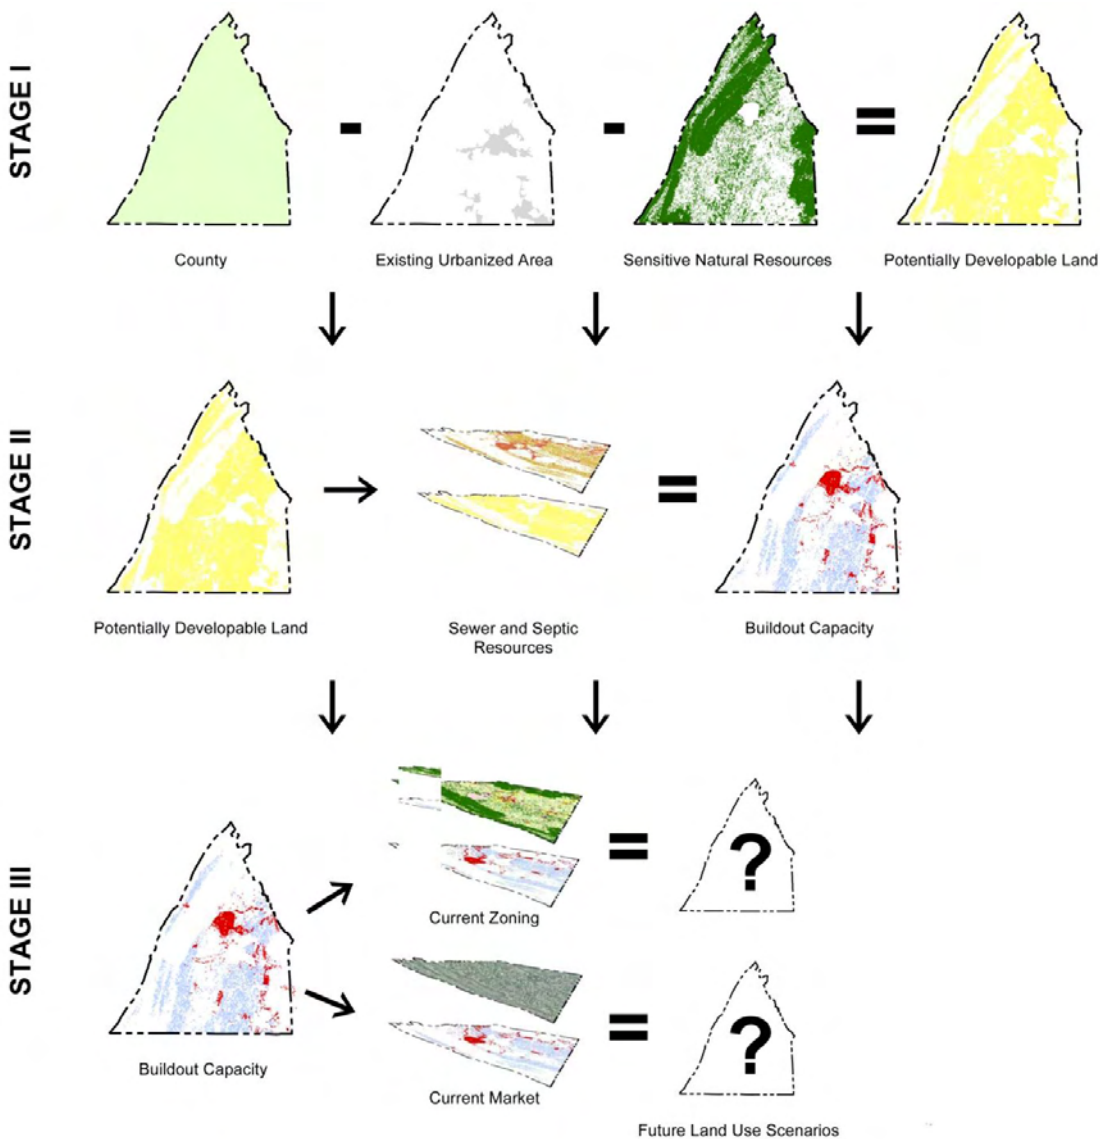 STAGE I
County
Existing Urbanized Area
Sensitive Natural Resources
Potentially Developable Land
STAGE II
Potentially Developable Land
Sewer and Septic
Resources
Buildout Capacity
STAGE III
Current Zoning
?
Buildout Capacity
Current Market
?
Future Land Use Scenarios